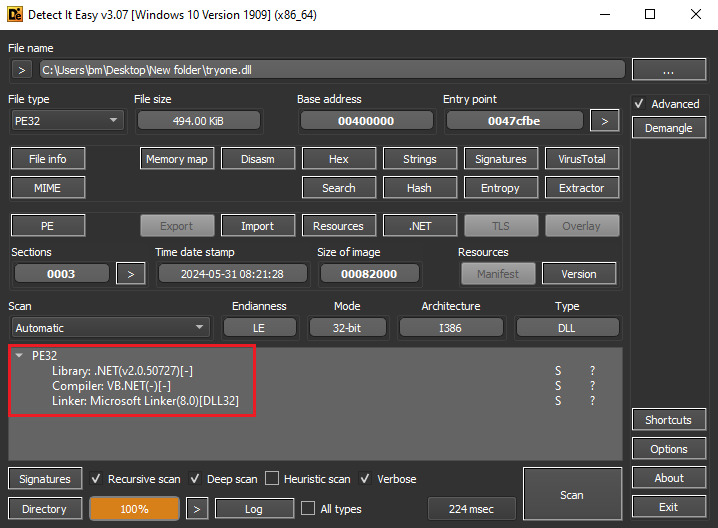 Detect It Easy v3.07 [Windows 10 Version 1909] (x86_64)
File name
> C:\Users\bm\Desktop\New folder\tryone.dll ...
File type File size Base address Entry point Advanced
PE32 494.00 KiB 00400000 0047cfbe > Demangle
File info Memory map Disasm Hex Strings Signatures VirusTotal
MIME Search Hash Entropy Extractor
PE Export Import Resources .NET TLS Overlay
Sections Time date stamp Size of image Resources
0003 > 2024-05-31 08:21:28 00082000 Manifest Version
Scan Endianness Mode Architecture Type
Automatic LE 32-bit I386 DLL
PE32
Library: .NET(v2.0.50727)[-] S ?
Compiler: VB.NET(-)[-] S ?
Linker: Microsoft Linker(8.0)[DLL32] S ?
Shortcuts
Options
Signatures Recursive scan Deep scan Heuristic scan Verbose Scan About
Directory 100% > Log All types 224 msec Exit